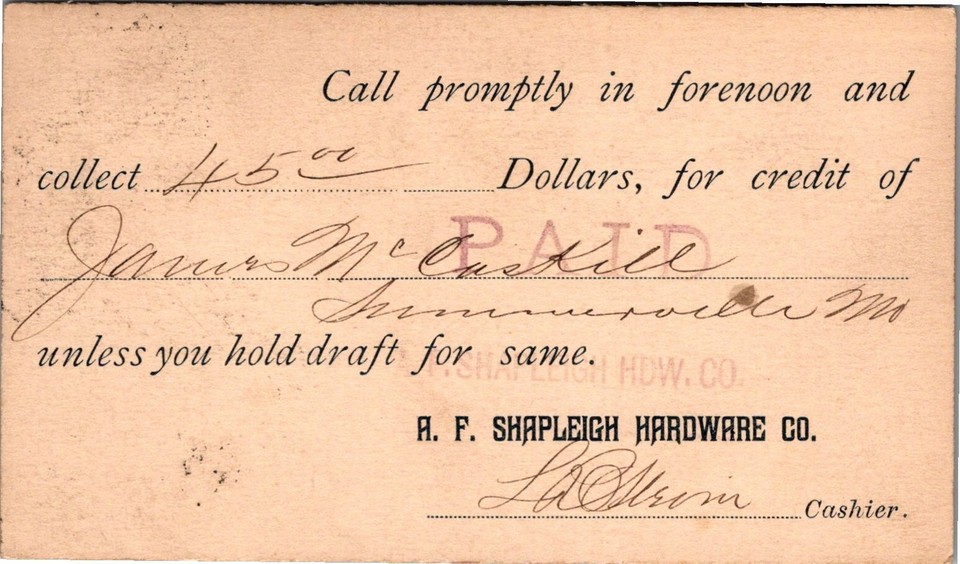 Call promptly in forenoon and
collect 45 00 Dollars, for credit of
PAID
James McCaskill
Summerville Mo
unless you hold draft for same.
A.F. SHAPLEIGH HDW. CO.
A. F. SHAPLEIGH HARDWARE CO.
Cashier.